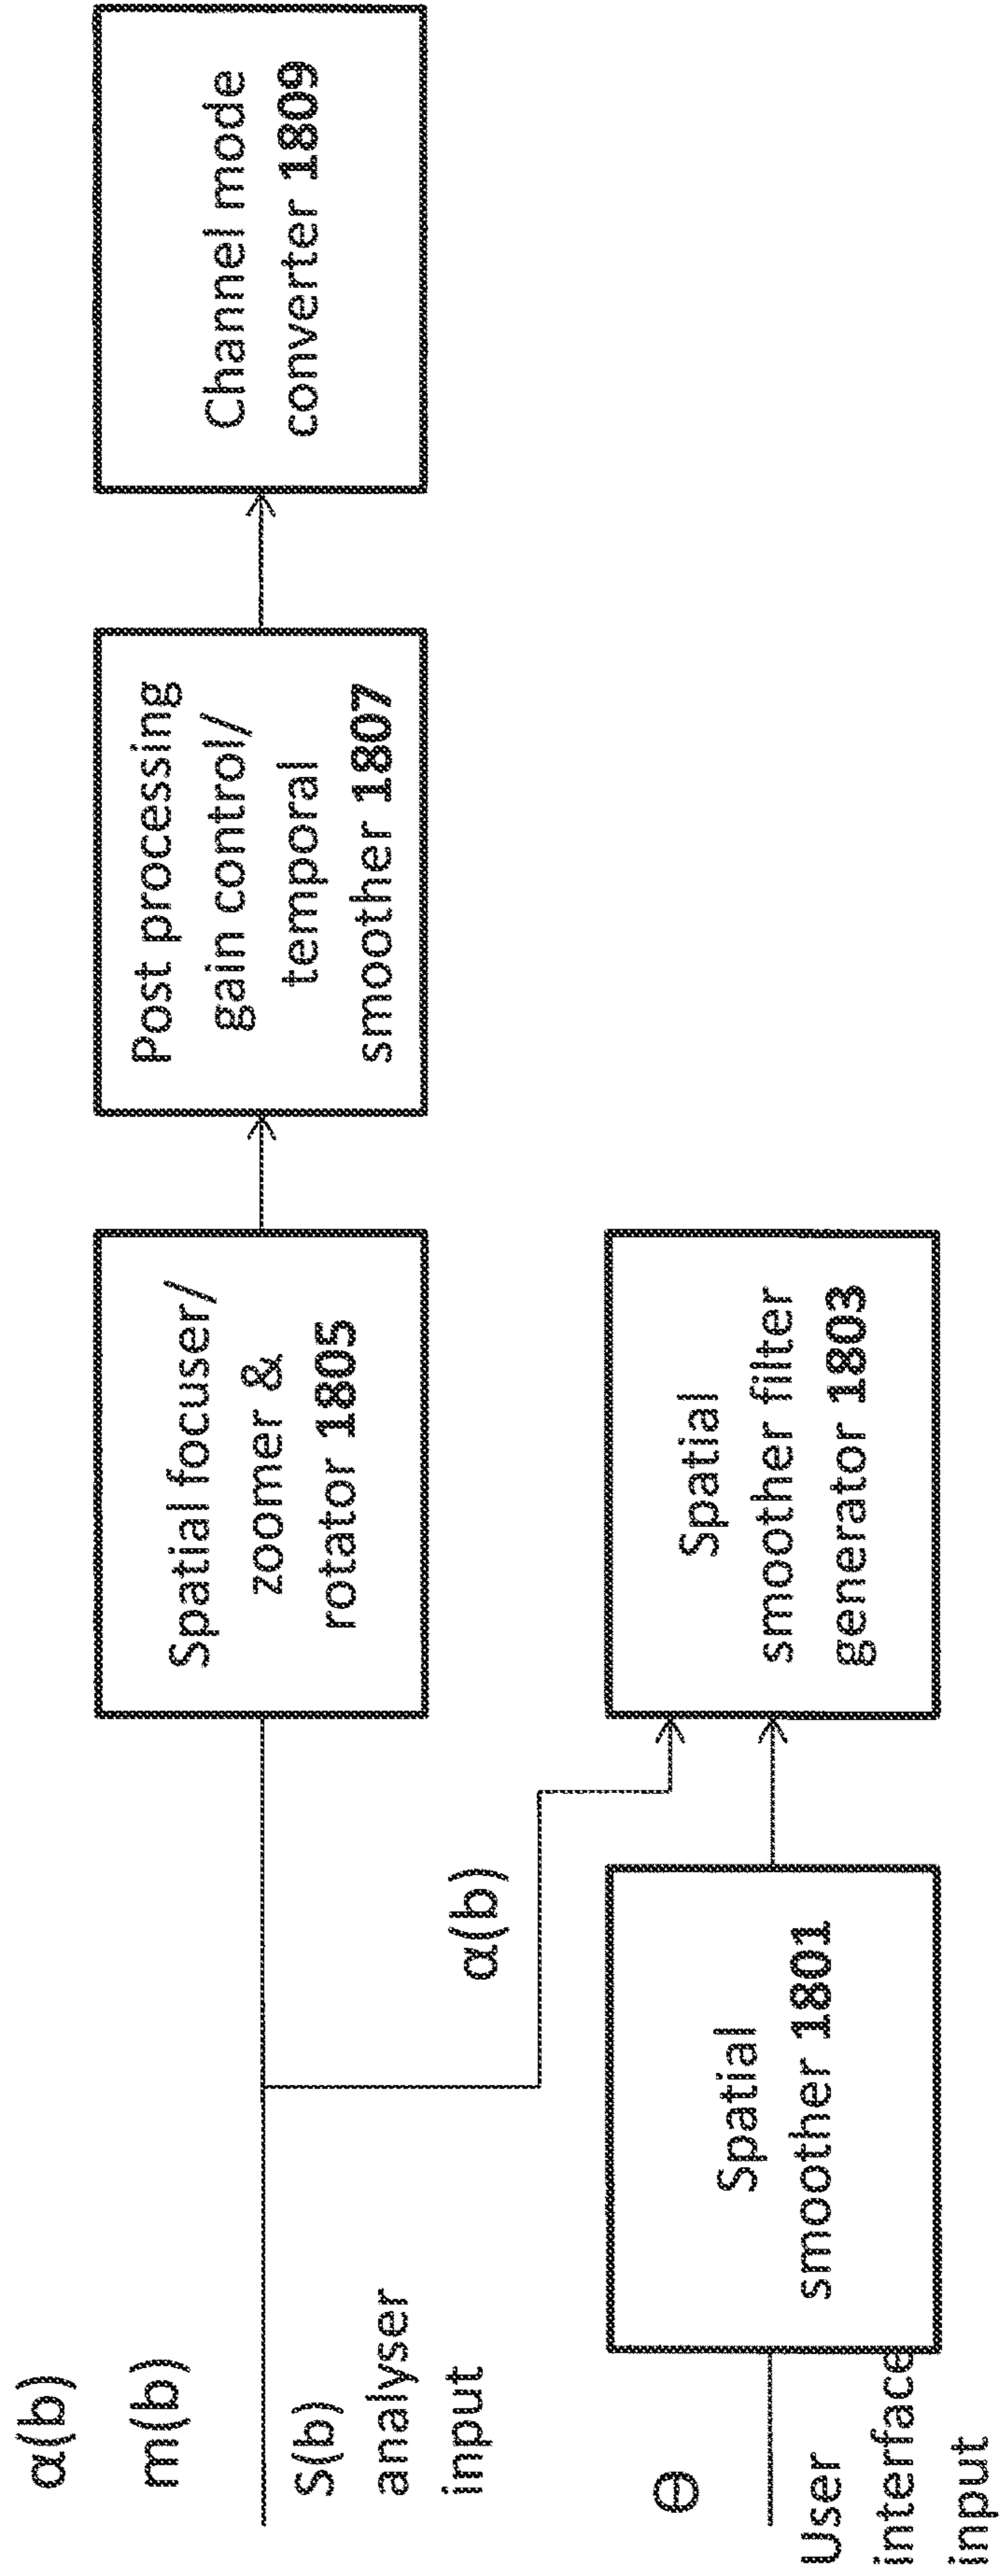 α(b)
m(b)
S(b)
analyser
input
Spatial focuser/
zoomer &
rotator 1805
Post processing
gain control/
temporal
smoother 1807
Channel mode
converter 1809
α(b)
Θ
User
interface
input
Spatial
smoother 1801
Spatial
smoother filter
generator 1803